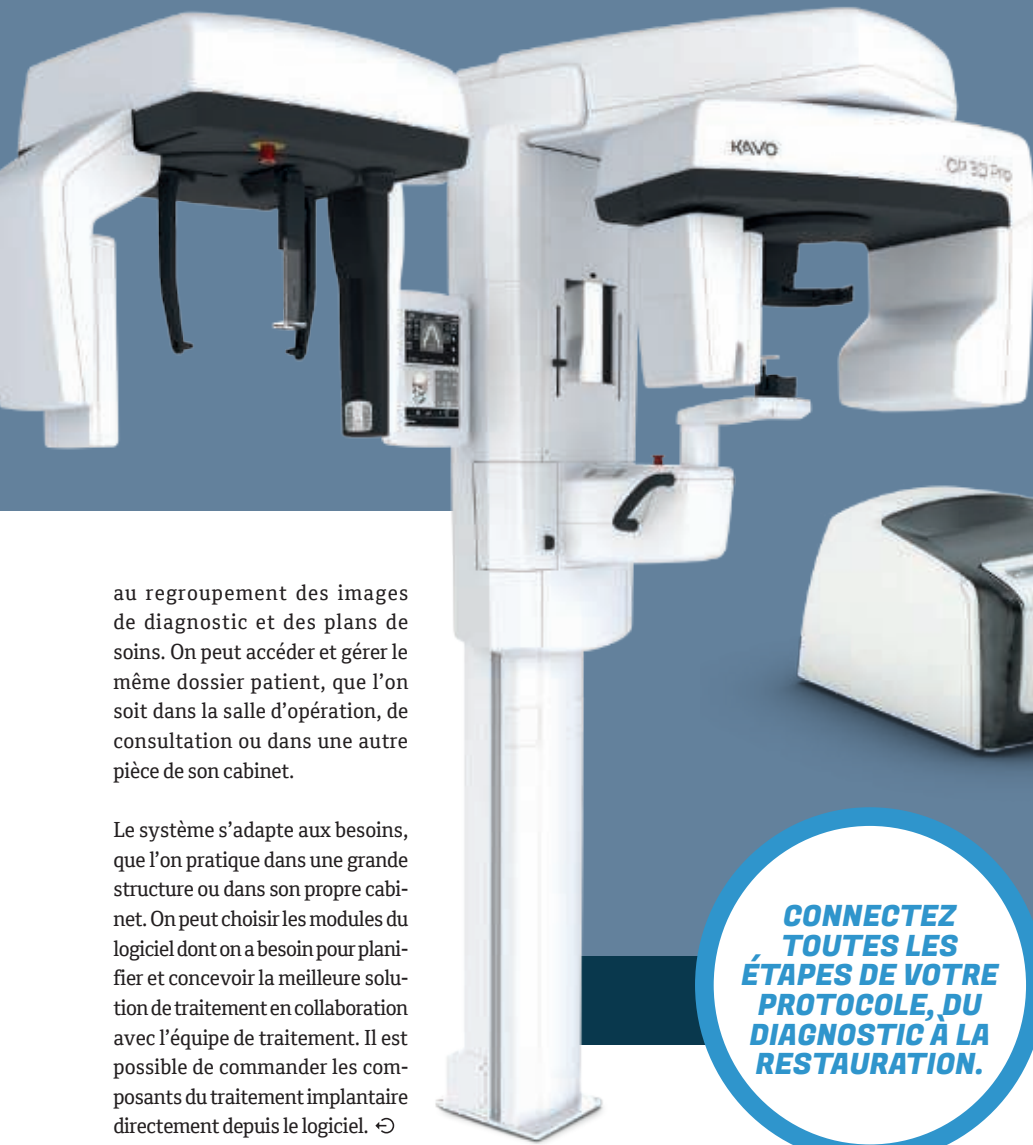 KAVO
OP 3D Pro
au regroupement des images
de diagnostic et des plans de
soins. On peut accéder et gérer le
même dossier patient, que l’on
soit dans la salle d’opération, de
consultation ou dans une autre
pièce de son cabinet.
Le système s’adapte aux besoins,
que l’on pratique dans une grande
structure ou dans son propre cabi-
net. On peut choisir les modules du
logiciel dont on a besoin pour plani-
fier et concevoir la meilleure solu-
tion de traitement en collaboration
avec l’équipe de traitement. Il est
possible de commander les com-
posants du traitement implantaire
directement depuis le logiciel.
CONNECTEZ
TOUTES LES
ÉTAPES DE VOTRE
PROTOCOLE, DU
DIAGNOSTIC À LA
RESTAURATION.